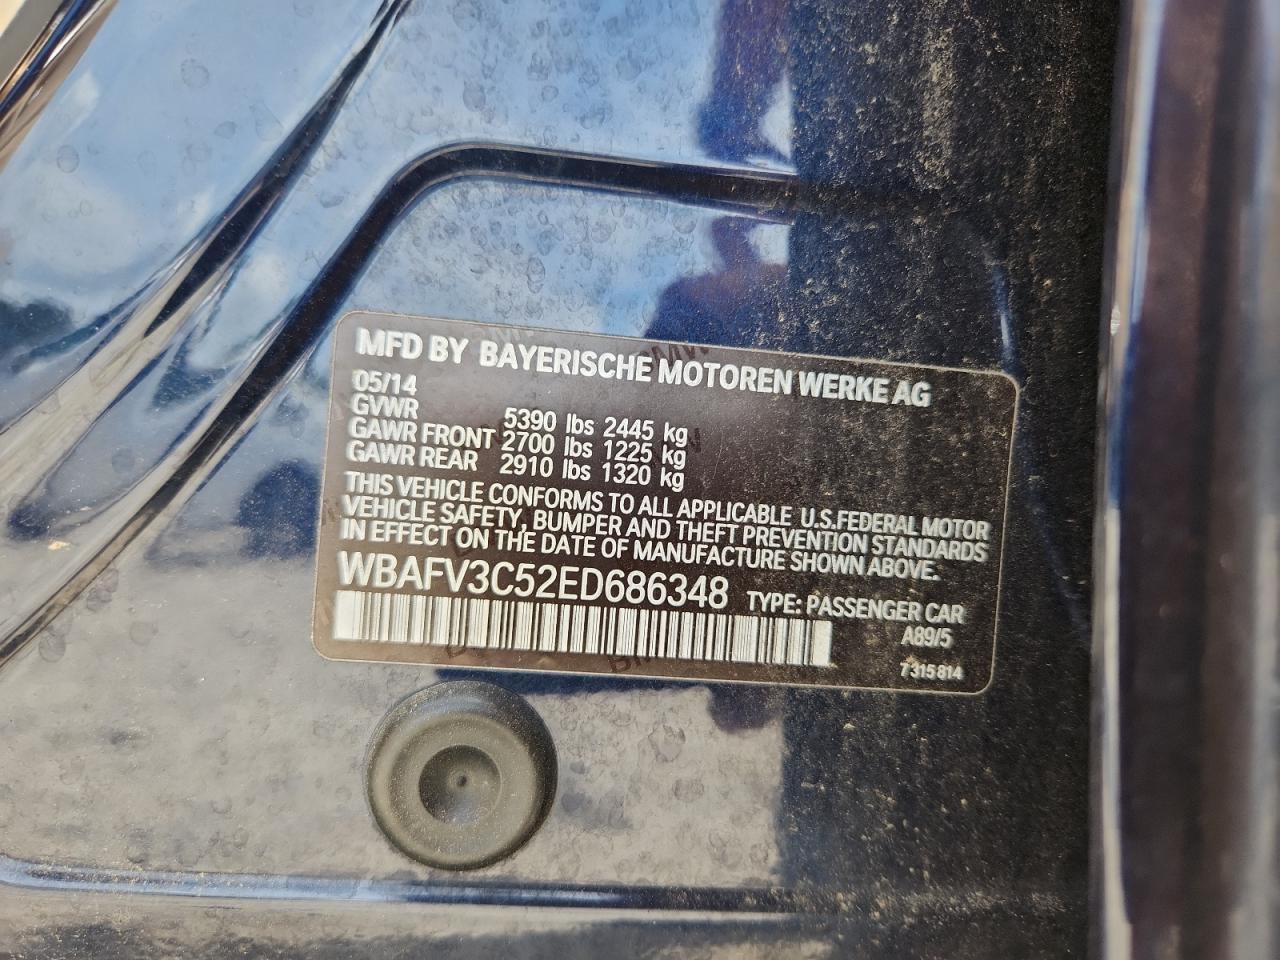 MFD BY BAYERISCHE MOTOREN WERKE AG
05/14
GVWR 5390 lbs 2445 kg
GAWR FRONT 2700 lbs 1225 kg
GAWR REAR 2910 lbs 1320 kg
THIS VEHICLE CONFORMS TO ALL APPLICABLE U.S.FEDERAL MOTOR
VEHICLE SAFETY, BUMPER AND THEFT PREVENTION STANDARDS
IN EFFECT ON THE DATE OF MANUFACTURE SHOWN ABOVE.
WBAFV3C52ED686348 TYPE: PASSENGER CAR
A89/5
7315814